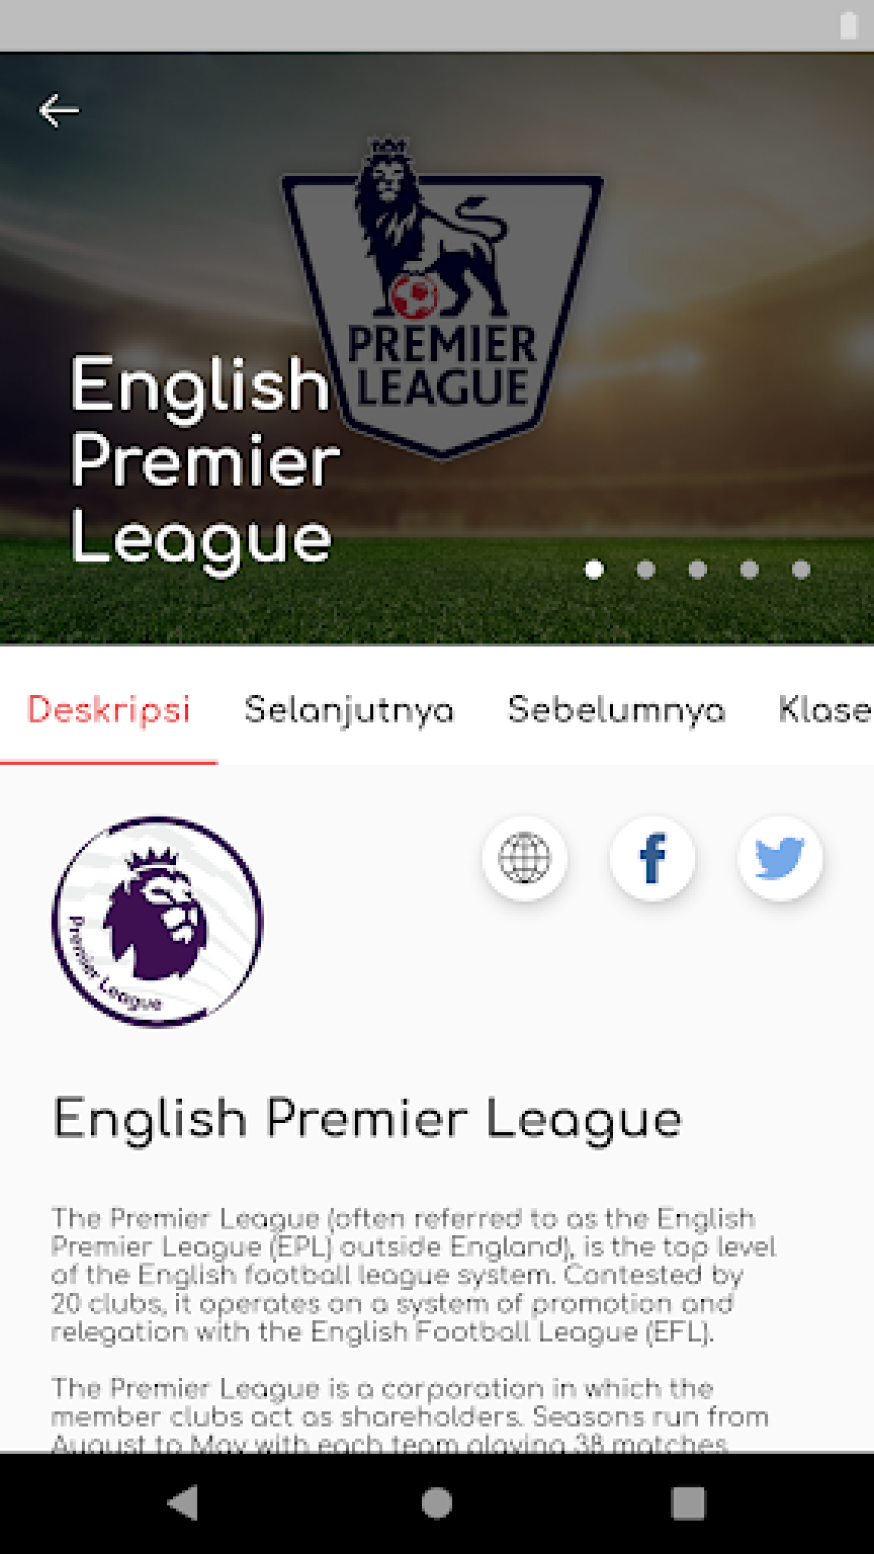 PREMIER
LEAGUE
English
Premier
League
Deskripsi Selanjutnya Sebelumnya Klase
Premier League
English Premier League
The Premier League (often referred to as the English
Premier League (EPL) outside England), is the top level
of the English football league system. Contested by
20 clubs, it operates on a system of promotion and
relegation with the English Football League (EFL).
The Premier League is a corporation in which the
member clubs act as shareholders. Seasons run from
August to May with each team playing 38 matches